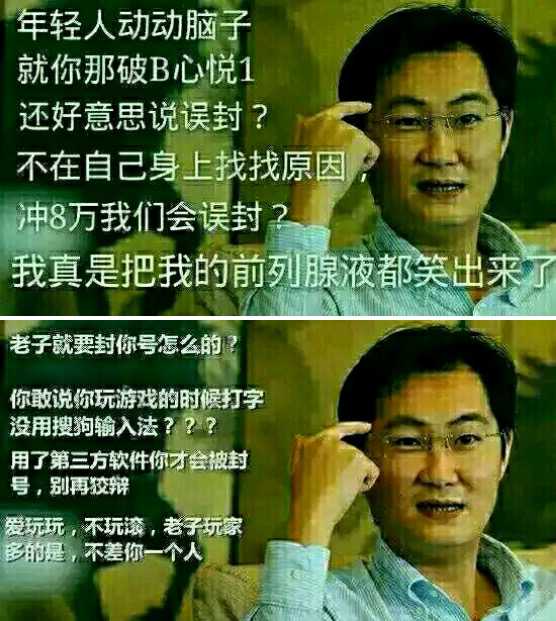 年轻人动动脑子
就你那破B心悦1
还好意思说误封？
不在自己身上找找原因，
冲8万我们会误封？
我真是把我的前列腺液都笑出来了
老子就要封你号怎么的？
你敢说你玩游戏的时候打字
没用搜狗输入法？？？
用了第三方软件你才会被封
号，别再狡辩
爱玩玩，不玩滚，老子玩家
多的是，不差你一个人